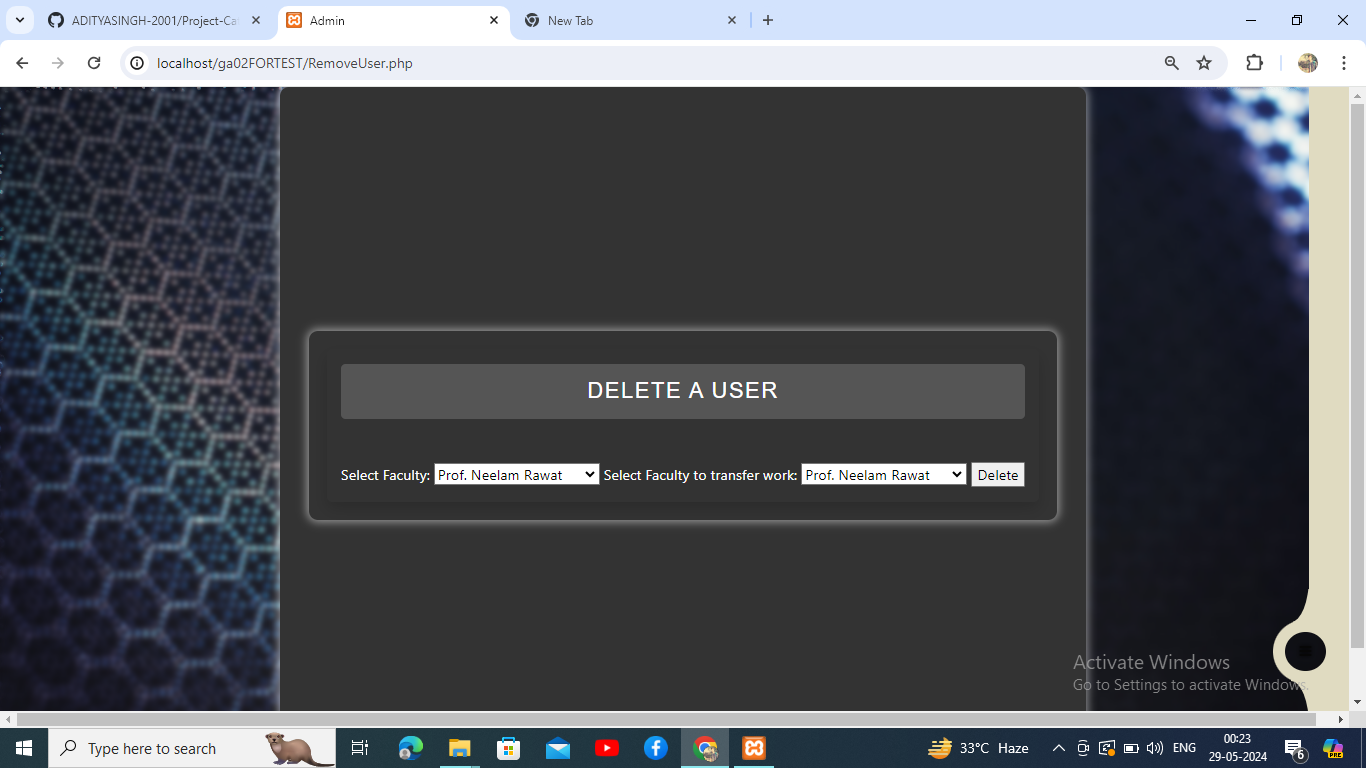 ADITYASINGH-2001/Project-Ca
Admin
New Tab
localhost/ga02FORTEST/RemoveUser.php
DELETE A USER
Select Faculty: Prof. Neelam Rawat Select Faculty to transfer work: Prof. Neelam Rawat Delete
Activate Windows
Go to Settings to activate Windows.
Type here to search
33°C Haze
ENG
00:23
29-05-2024
6
PRE